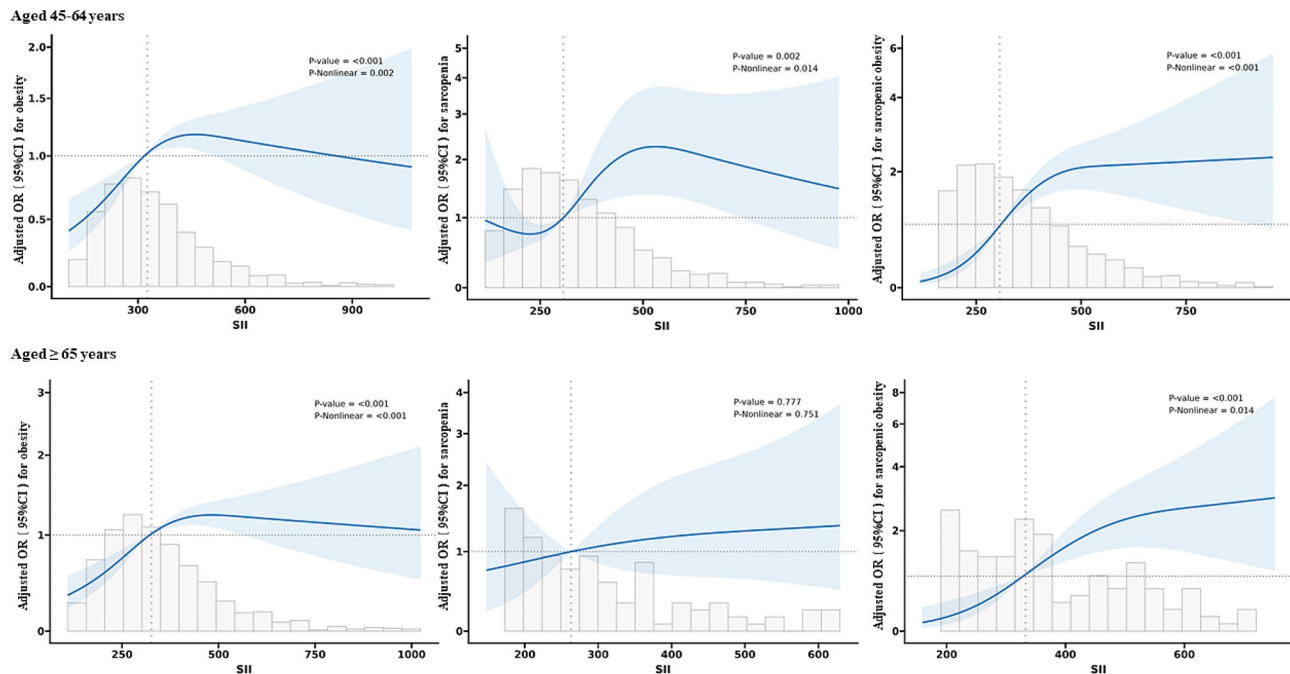 Aged 45-64 years
Adjusted OR ( 95%CI ) for obesity
2.0
1.5
1.0
0.5
0.0
P-value = <0.001
P-Nonlinear = 0.002
300
600
900
SII
Adjusted OR ( 95%CI ) for sarcopenia
5
4
3
2
1
0
P-value = 0.002
P-Nonlinear = 0.014
250
500
750
1000
SII
Adjusted OR ( 95%CI ) for sarcopenic obesity
6
4
2
1
0
P-value = <0.001
P-Nonlinear = <0.001
250
500
750
SII
Aged ≥ 65 years
Adjusted OR ( 95%CI ) for obesity
3
2
1
0
P-value = <0.001
P-Nonlinear = <0.001
250
500
750
1000
SII
Adjusted OR ( 95%CI ) for sarcopenia
4
3
2
1
0
P-value = 0.777
P-Nonlinear = 0.751
200
300
400
500
600
SII
Adjusted OR ( 95%CI ) for sarcopenic obesity
8
6
4
2
1
0
P-value = <0.001
P-Nonlinear = 0.014
200
400
600
SII